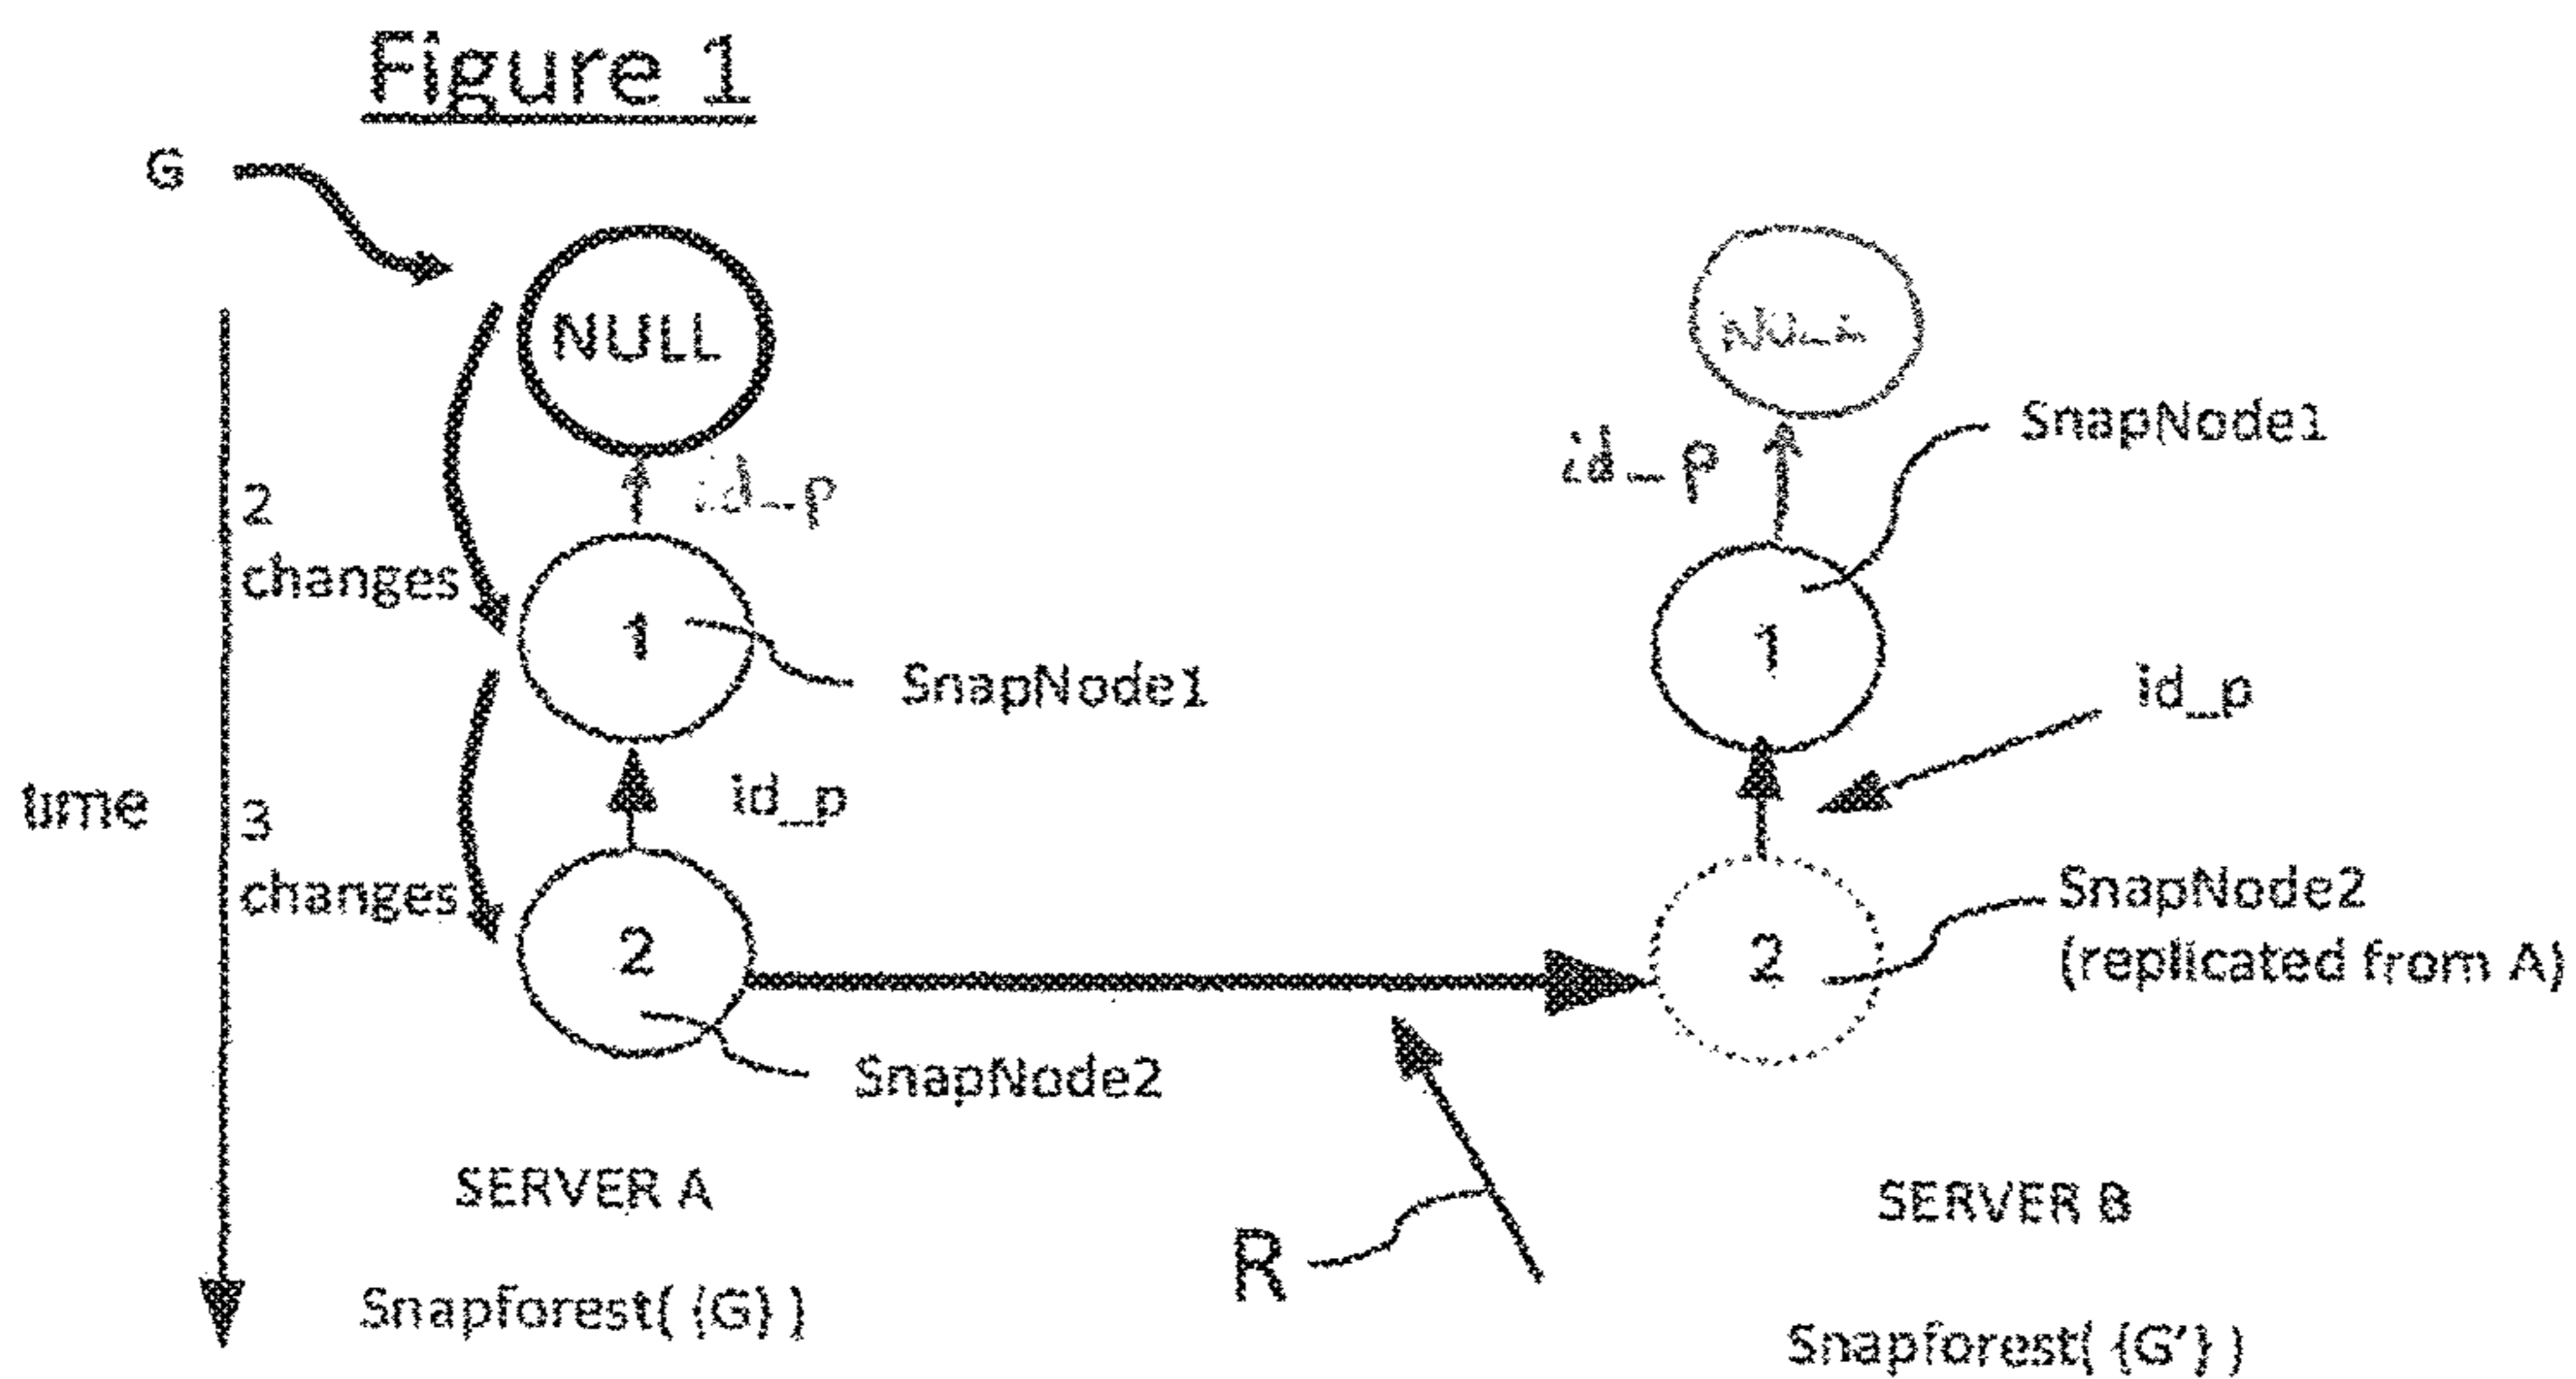 Figure 1
G
NULL
id_p
id_p
SnapNode1
2
changes
1
1
SnapNode1
id_p
id_p
time
3
changes
2
2
SnapNode2
(replicated from A)
SnapNode2
SERVER A
SERVER B
R
Snapforest( {G} )
Snapforest( {G'} )